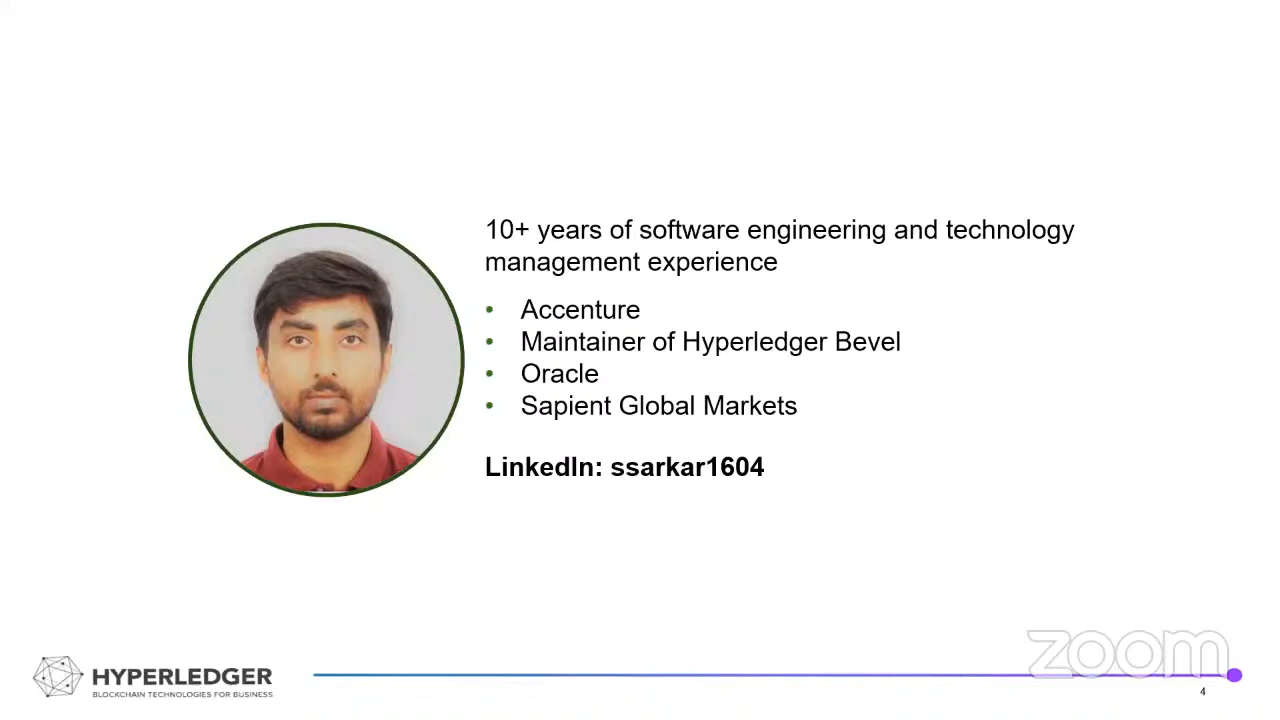 10+ years of software engineering and technology
management experience
• Accenture
• Maintainer of Hyperledger Bevel
• Oracle
• Sapient Global Markets
LinkedIn: ssarkar1604
zoom
HYPERLEDGER
BLOCKCHAIN TECHNOLOGIES FOR BUSINESS
4